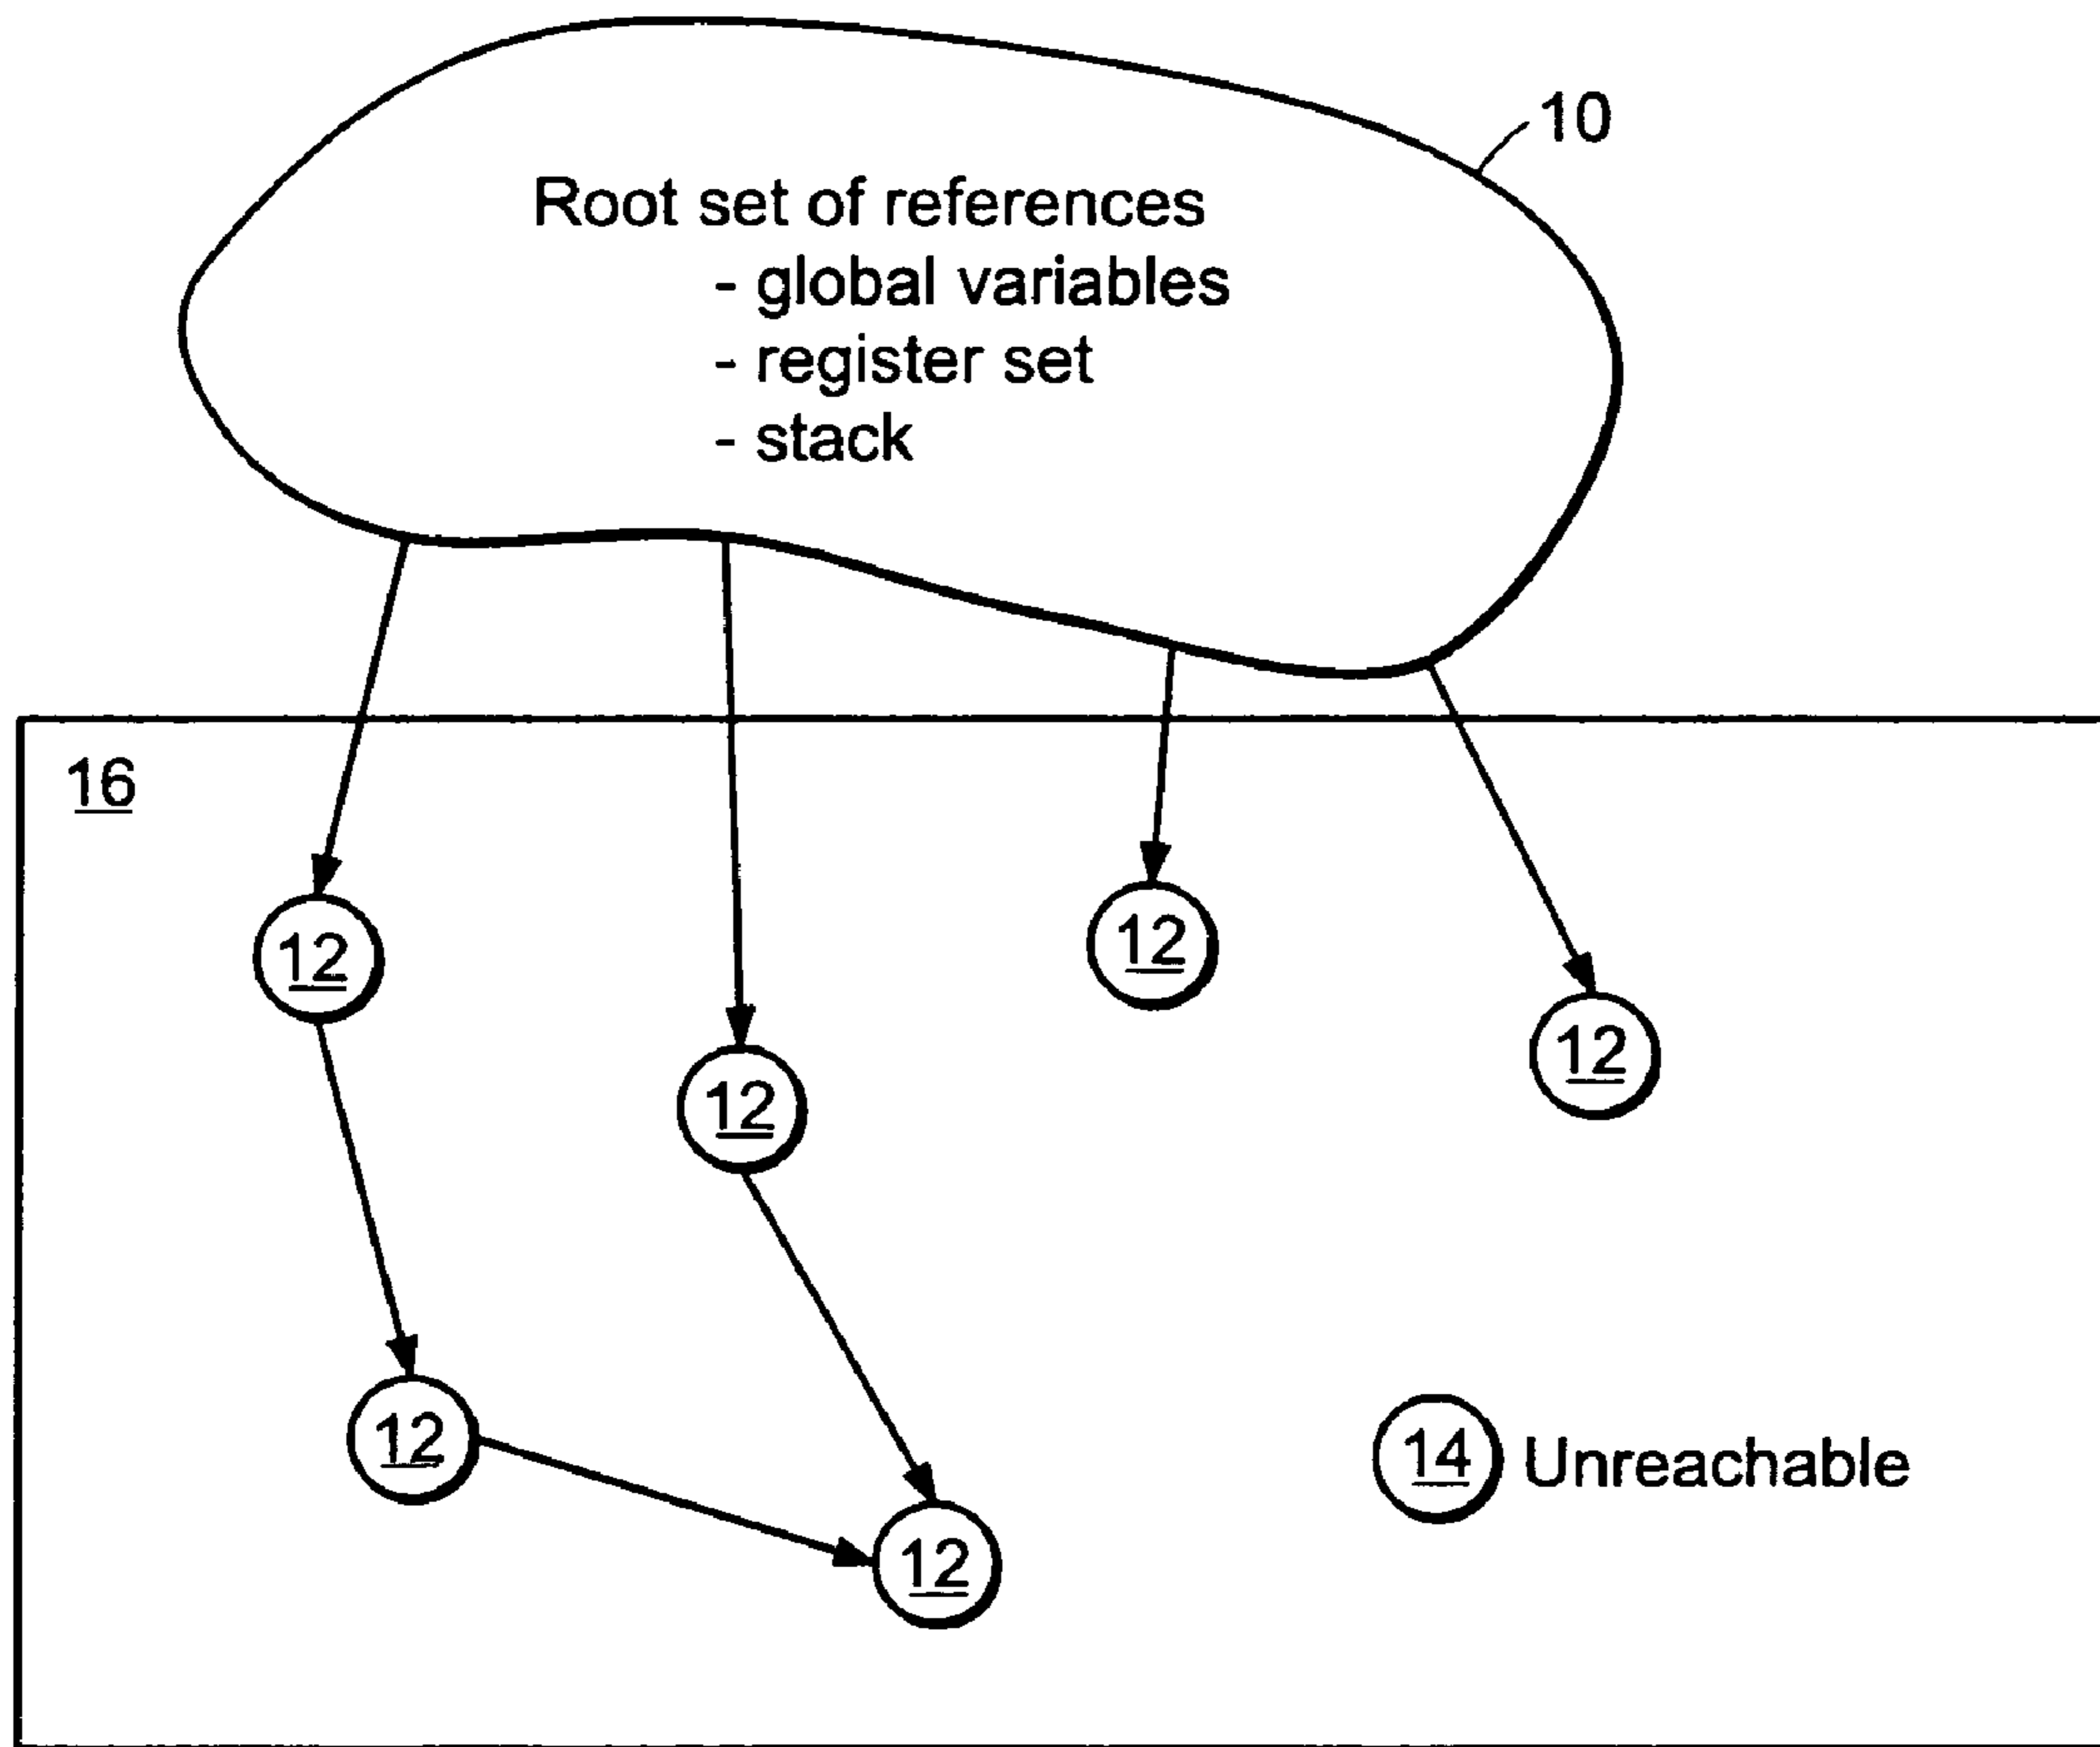 10
Root set of references
- global variables
- register set
- stack
16
12
12
12
12
12
14 Unreachable
12